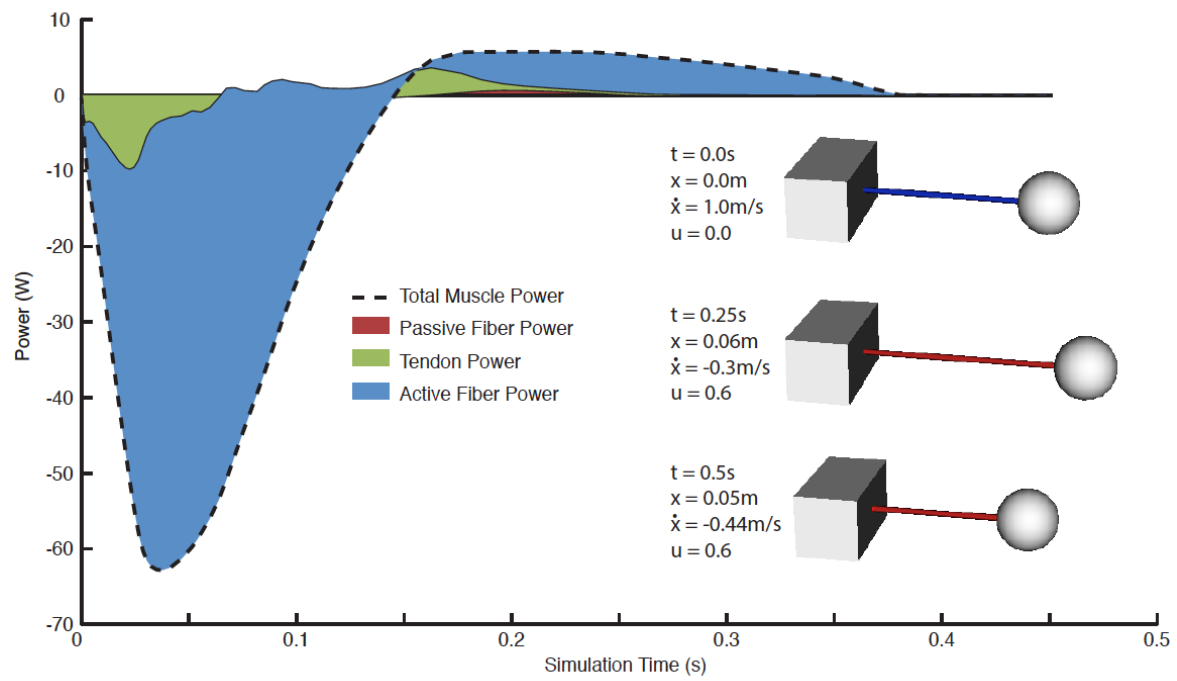 10
0
-10
-20
-30
-40
-50
-60
-70
Power (W)
0
0.1
0.2
0.3
0.4
0.5
Simulation Time (s)
Total Muscle Power
Passive Fiber Power
Tendon Power
Active Fiber Power
t = 0.0s
x = 0.0m
ẋ = 1.0m/s
u = 0.0
t = 0.25s
x = 0.06m
ẋ = -0.3m/s
u = 0.6
t = 0.5s
x = 0.05m
ẋ = -0.44m/s
u = 0.6